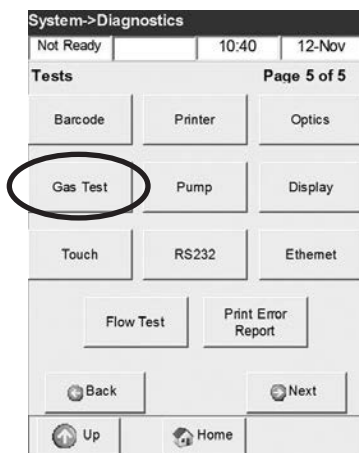 System->Diagnostics
Not Ready 10:40 12-Nov
Tests Page 5 of 5
Barcode Printer Optics
Gas Test Pump Display
Touch RS232 Ethernet
Flow Test Print Error
Report
Back Next
Up Home